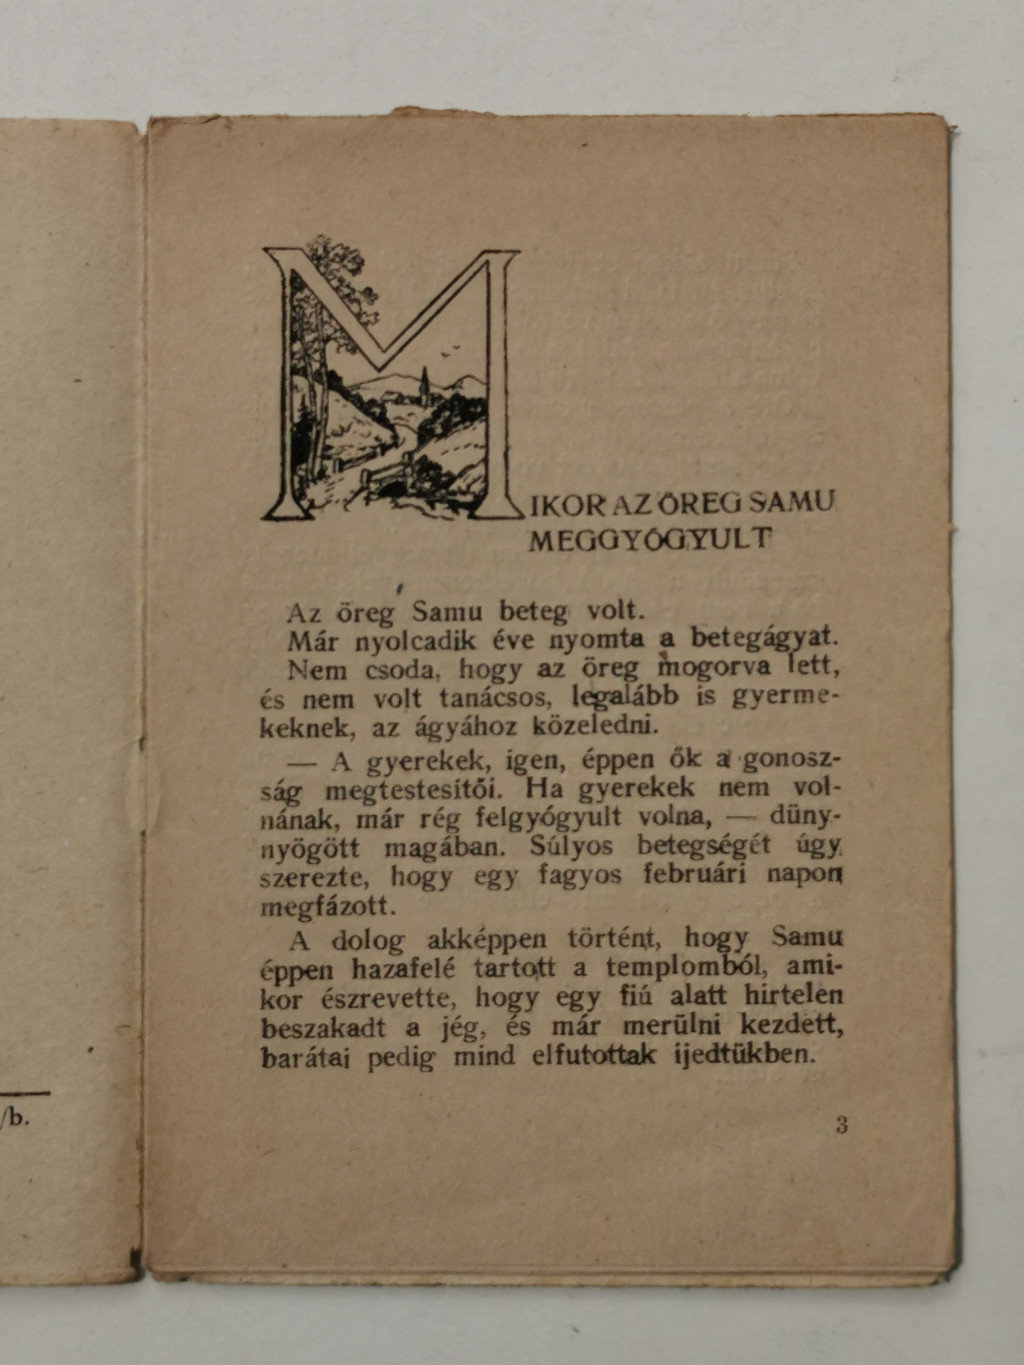 MIKOR AZ ÖREG SAMU
MEGGYÓGYULT
Az öreg Samu beteg volt.
Már nyolcadik éve nyomta a betegágyat.
Nem csoda, hogy az öreg mogorva lett,
és nem volt tanácsos, legalább is gyerme-
keknek, az ágyához közeledni.
— A gyerekek, igen, éppen ők a gonosz-
ság megtestesítői. Ha gyerekek nem vol-
nának, már rég felgyógyult volna, — düny-
nyögött magában. Súlyos betegségét úgy
szerezte, hogy egy fagyos februári napon
megfázott.
A dolog akképpen történt, hogy Samu
éppen hazafelé tartott a templomból, ami-
kor észrevette, hogy egy fiú alatt hirtelen
beszakadt a jég, és már merülni kezdett,
barátai pedig mind elfutottak ijedtükben.
3
/b.